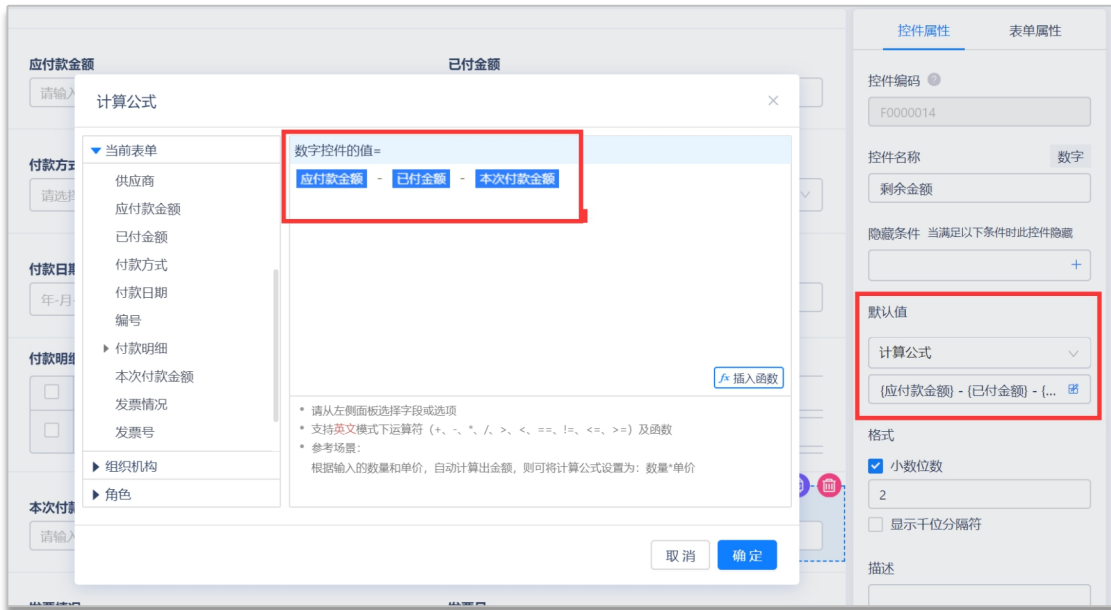 控件属性
表单属性
应付款金额
已付金额
请输入
计算公式
当前表单
供应商
应付款金额
已付金额
付款方式
付款日期
编号
付款明细
本次付款金额
发票情况
发票号
组织机构
角色
数字控件的值=
应付款金额 - 已付金额 - 本次付款金额
fx 插入函数
请从左侧面板选择字段或选项
支持英文模式下运算符（+、-、*、/、>、<、==、!=、<=、>=）及函数
参考场景：
根据输入的数量和单价，自动计算出金额，则可将计算公式设置为：数量*单价
取消
确定
付款方式
请选择
付款日期
年-月-
付款明细
本次付款
请输入
发票情况
发票号
控件编码
F0000014
控件名称
数字
剩余金额
隐藏条件 当满足以下条件时此控件隐藏
默认值
计算公式
{应付款金额} - {已付金额} - {...
格式
小数位数
2
显示千位分隔符
描述